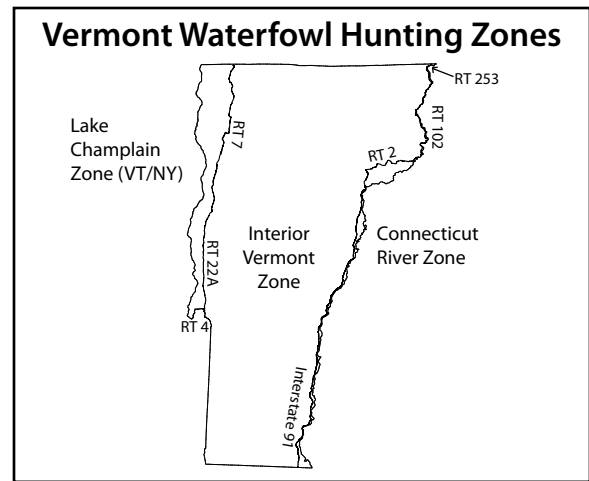 Vermont Waterfowl Hunting Zones
RT 253
Lake
Champlain
Zone (VT/NY)
RT 7
RT 102
RT 2
Interior
Vermont
Zone
Connecticut
River Zone
RT 22A
RT 4
Interstate 91